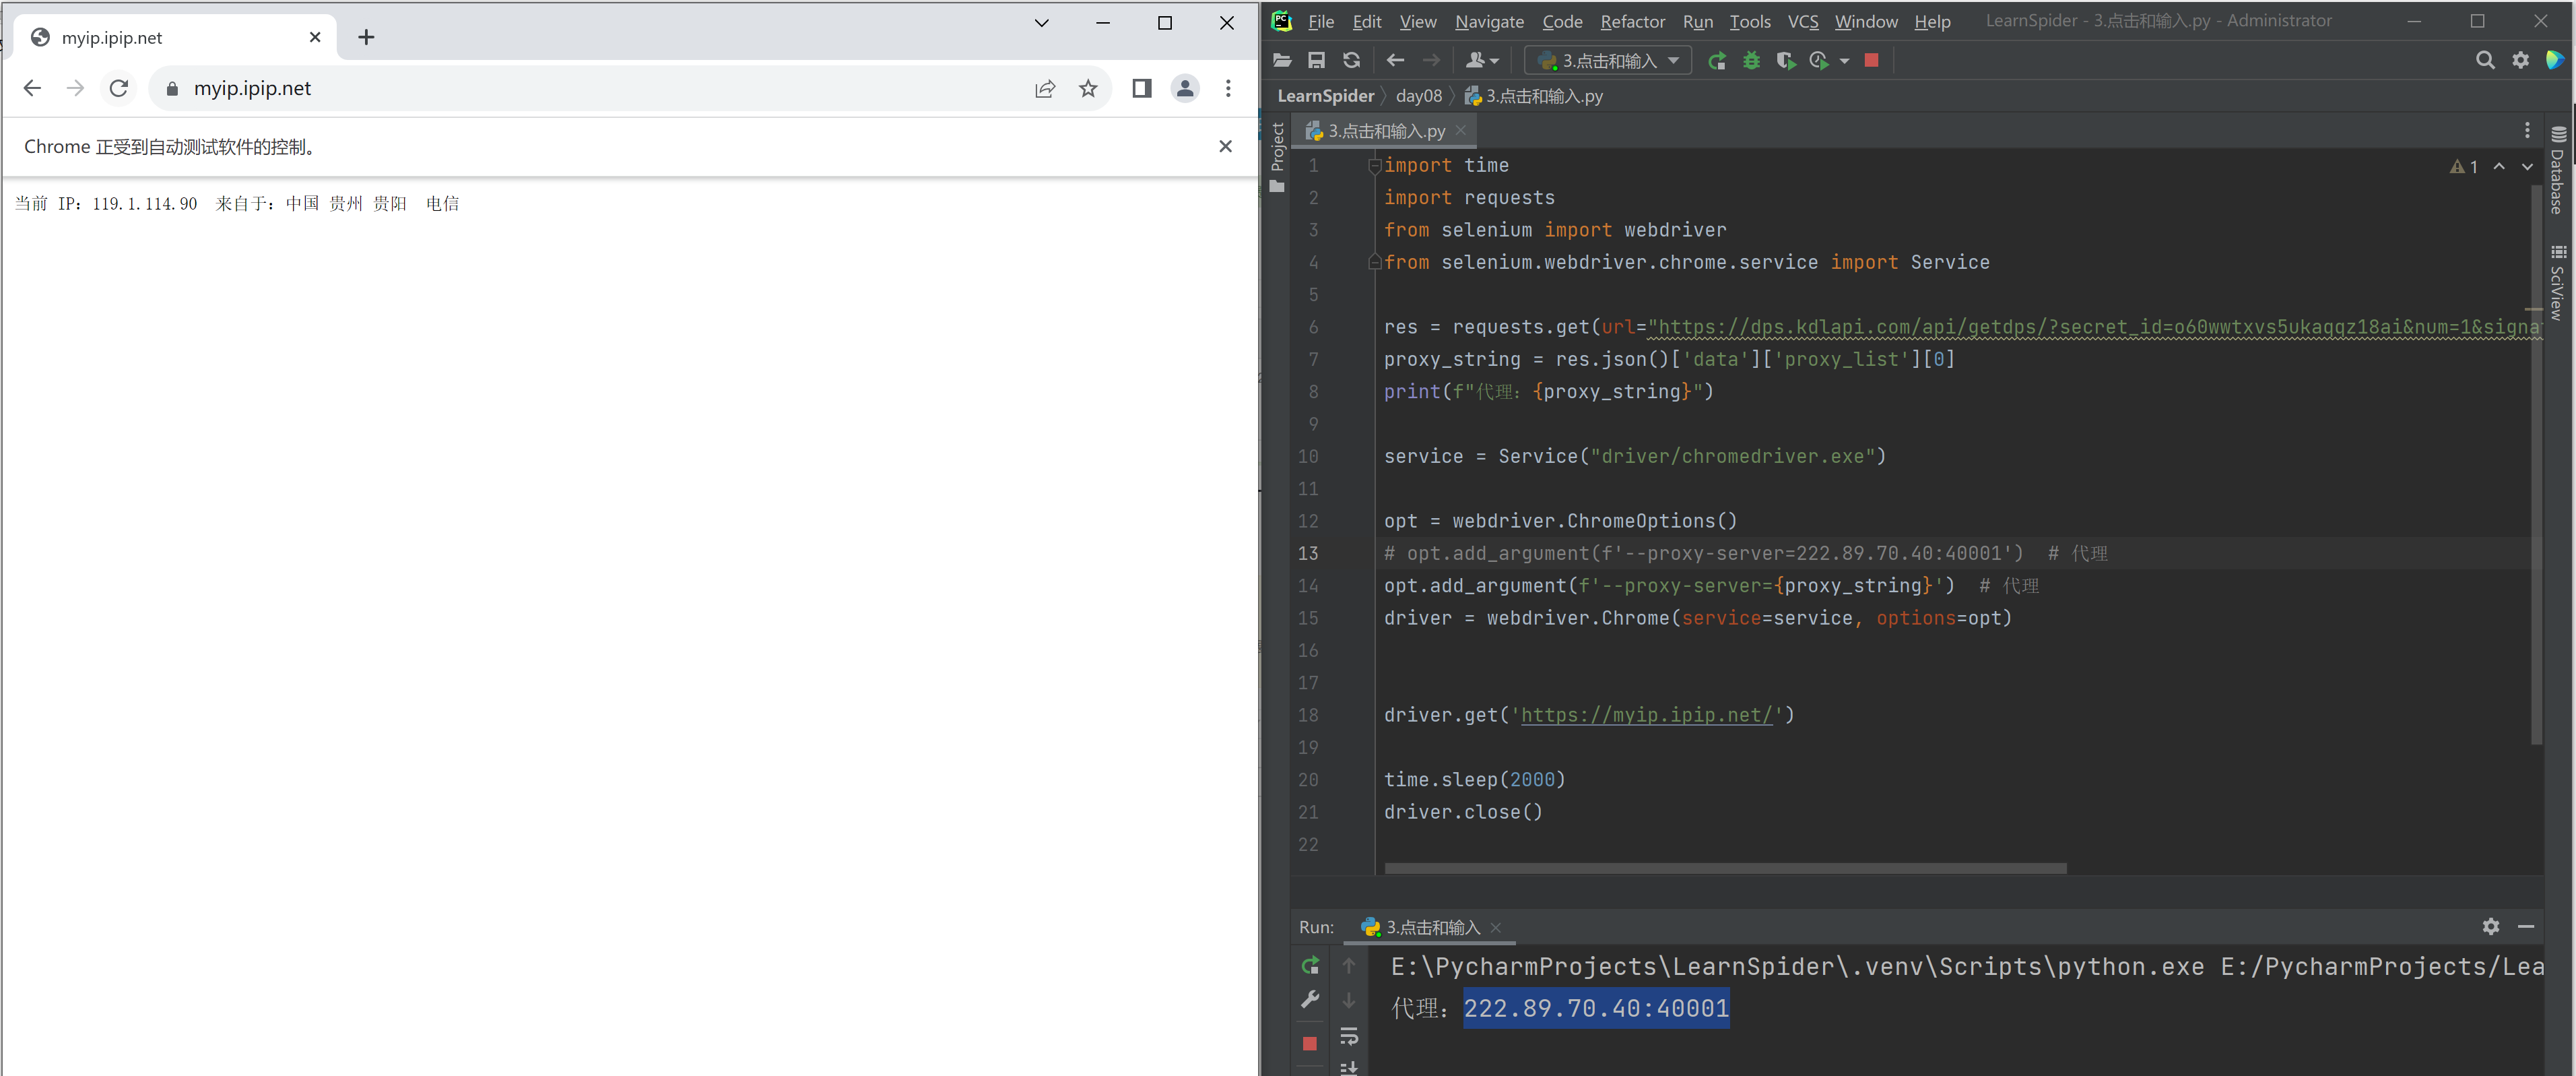 myip.ipip.net
myip.ipip.net
Chrome 正受到自动测试软件的控制。
当前 IP：119.1.114.90 来自于：中国 贵州 贵阳 电信
File Edit View Navigate Code Refactor Run Tools VCS Window Help LearnSpider - 3.点击和输入.py - Administrator
3.点击和输入
LearnSpider day08 3.点击和输入.py
3.点击和输入.py
Project
Database
SciView
1
1 import time
2 import requests
3 from selenium import webdriver
4 from selenium.webdriver.chrome.service import Service
5
6 res = requests.get(url="https://dps.kdlapi.com/api/getdps/?secret_id=o60wwtxvs5ukaqqz18ai&num=1&signa
7 proxy_string = res.json()['data']['proxy_list'][0]
8 print(f"代理：{proxy_string}")
9
10 service = Service("driver/chromedriver.exe")
11
12 opt = webdriver.ChromeOptions()
13 # opt.add_argument(f'--proxy-server=222.89.70.40:40001')  # 代理
14 opt.add_argument(f'--proxy-server={proxy_string}')  # 代理
15 driver = webdriver.Chrome(service=service, options=opt)
16
17
18 driver.get('https://myip.ipip.net/')
19
20 time.sleep(2000)
21 driver.close()
22
Run: 3.点击和输入
E:\PycharmProjects\LearnSpider\.venv\Scripts\python.exe E:/PycharmProjects/Lea
代理：222.89.70.40:40001